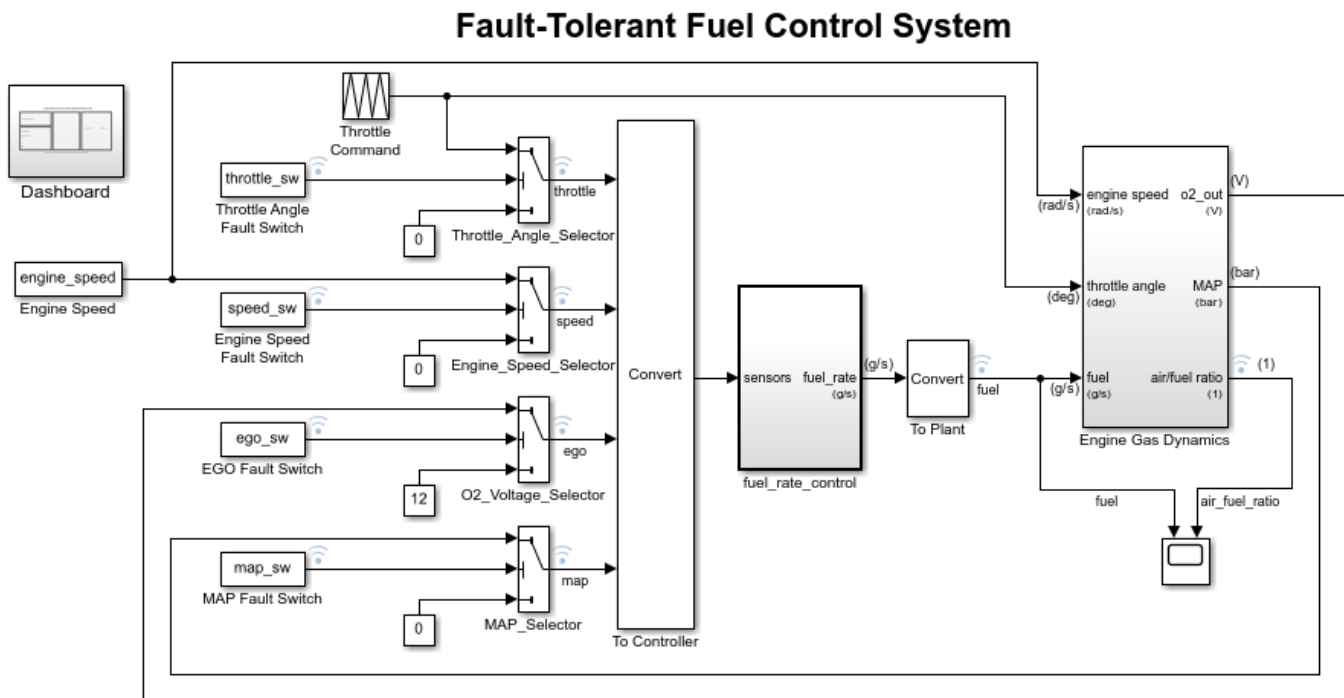 Fault-Tolerant Fuel Control System
Dashboard
Throttle
Command
throttle_sw
Throttle Angle
Fault Switch
0
throttle
Throttle_Angle_Selector
engine_speed
Engine Speed
speed_sw
Engine Speed
Fault Switch
0
speed
Engine_Speed_Selector
ego_sw
EGO Fault Switch
12
ego
O2_Voltage_Selector
map_sw
MAP Fault Switch
0
map
MAP_Selector
Convert
To Controller
sensors
fuel_rate
(g/s)
fuel_rate_control
(g/s)
Convert
To Plant
fuel
(rad/s)
engine speed
(rad/s)
o2_out
(V)
(V)
(deg)
throttle angle
(deg)
MAP
(bar)
(bar)
(g/s)
fuel
(g/s)
air/fuel ratio
(1)
(1)
Engine Gas Dynamics
fuel
air_fuel_ratio